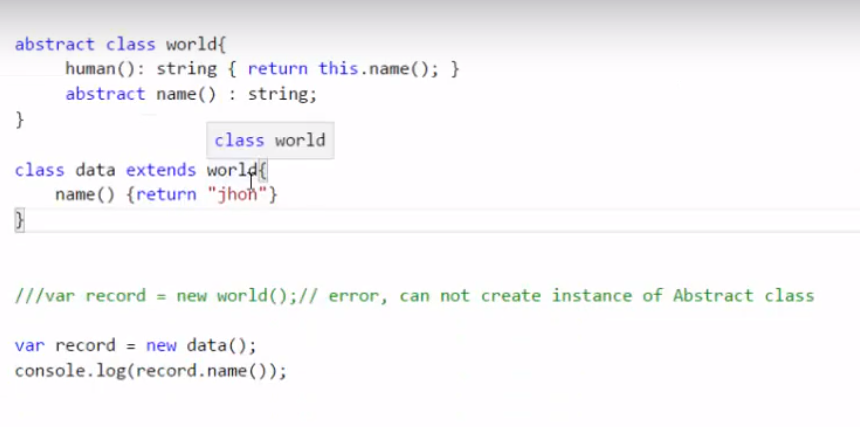 abstract class world{
human(): string { return this.name(); }
abstract name() : string;
}
class world
class data extends world{
name() {return "jhon"}
}
///var record = new world();// error, can not create instance of Abstract class
var record = new data();
console.log(record.name());